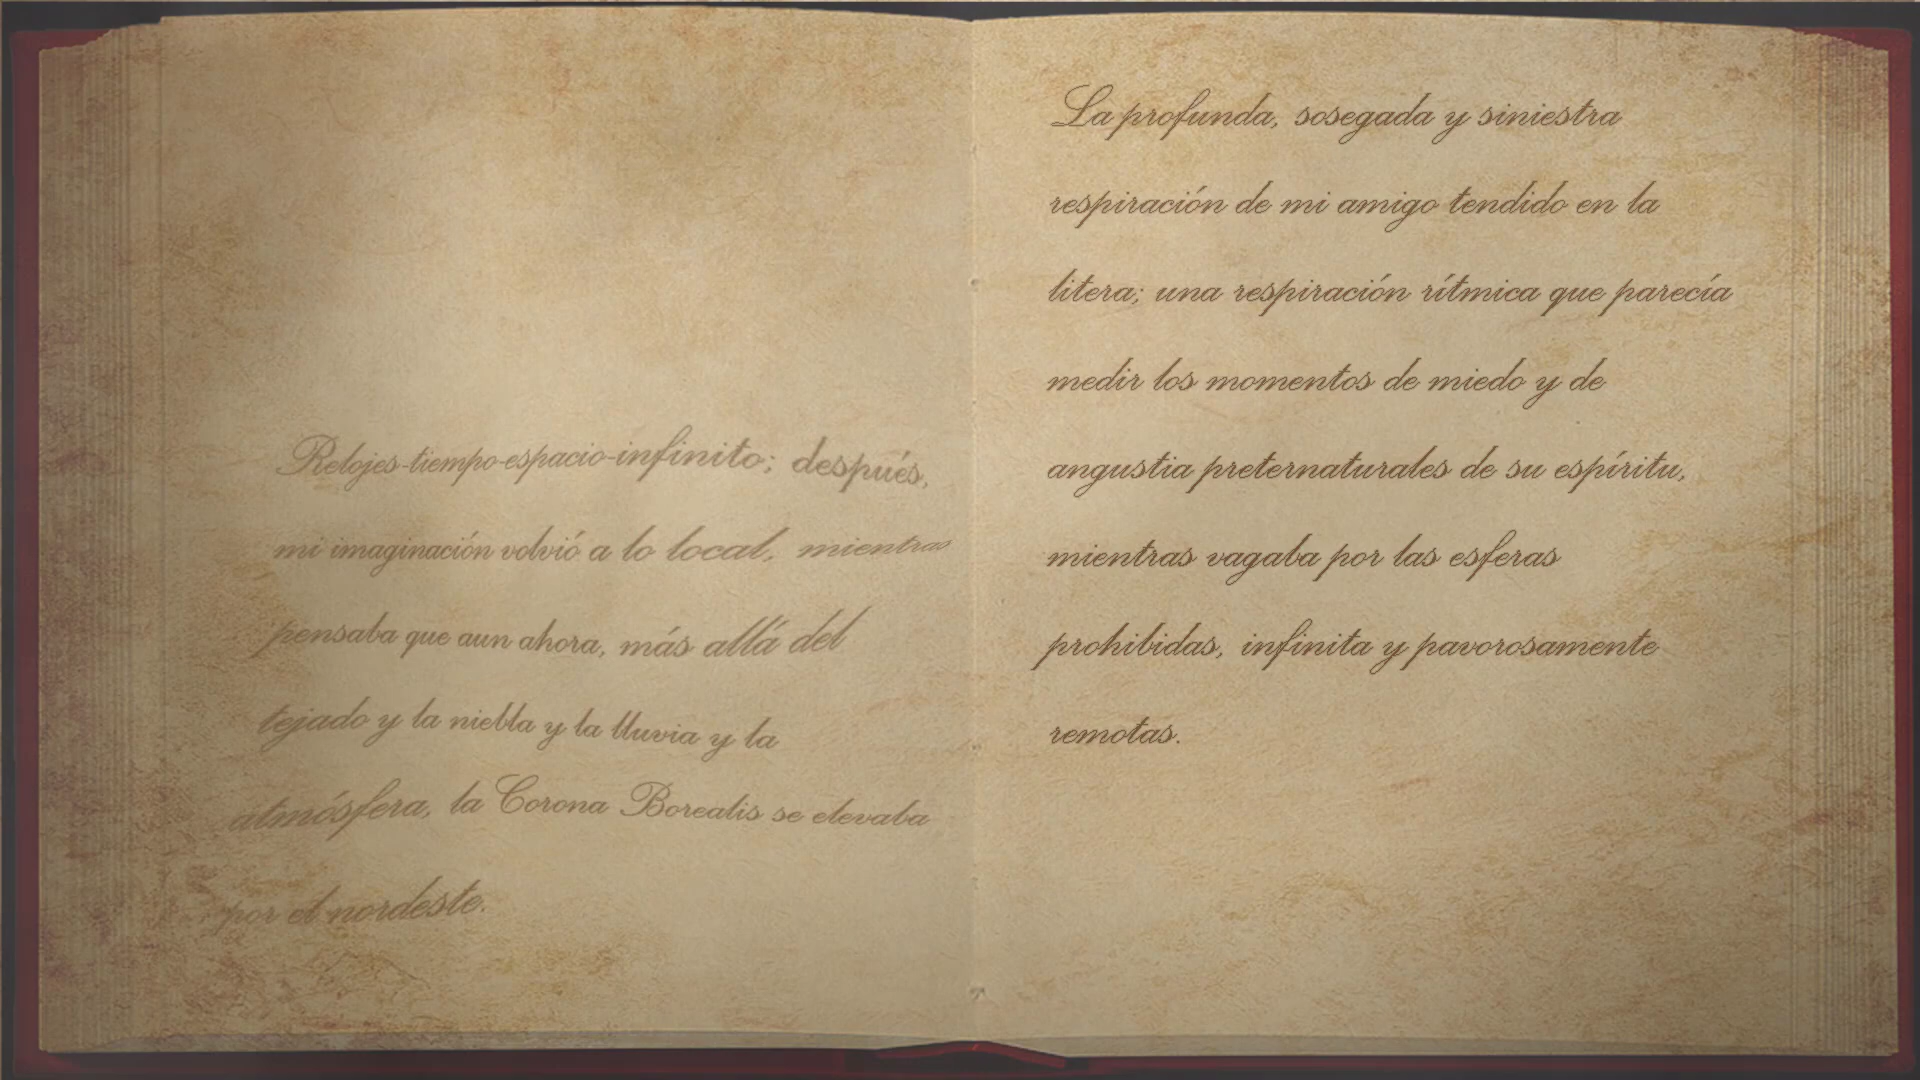 Relojes-tiempo-espacio-infinito; después,
mi imaginación volvió a lo local, mientras
pensaba que aun ahora, más allá del
tejado y la niebla y la lluvia y la
atmósfera, la Corona Borealis se elevaba
por el nordeste.
La profunda, sosegada y siniestra
respiración de mi amigo tendido en la
litera; una respiración rítmica que parecía
medir los momentos de miedo y de
angustia preternaturales de su espíritu,
mientras vagaba por las esferas
prohibidas, infinita y pavorosamente
remotas.